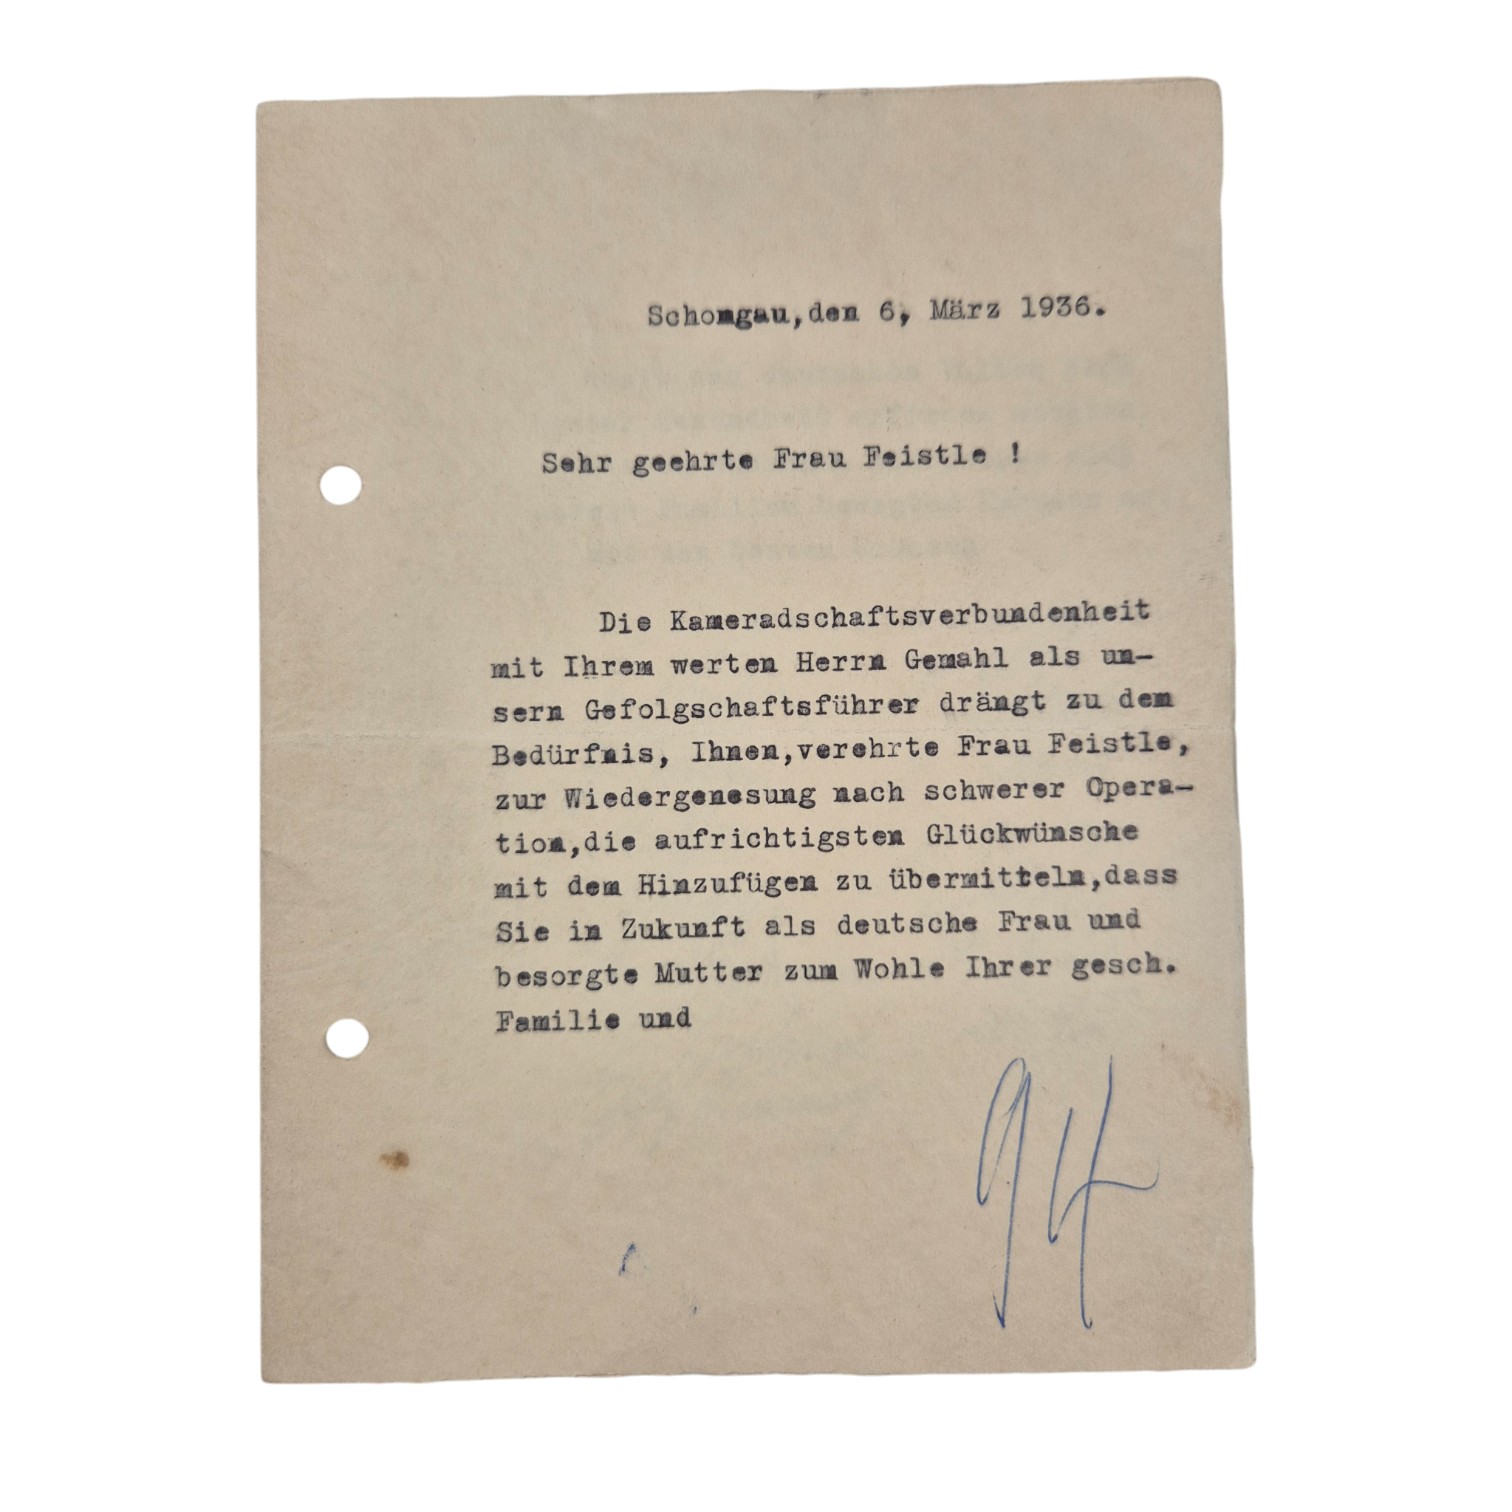 Schongau,den 6, März 1936.
Sehr geehrte Frau Feistle !
Die Kameradschaftsverbundenheit
mit Ihrem werten Herrn Gemahl als un-
sern Gefolgschaftsführer drängt zu dem
Bedürfnis, Ihnen,verehrte Frau Feistle,
zur Wiedergenesung nach schwerer Opera-
tion,die aufrichtigsten Glückwünsche
mit dem Hinzufügen zu übermitteln,dass
Sie in Zukunft als deutsche Frau und
besorgte Mutter zum Wohle Ihrer gesch.
Familie und
94